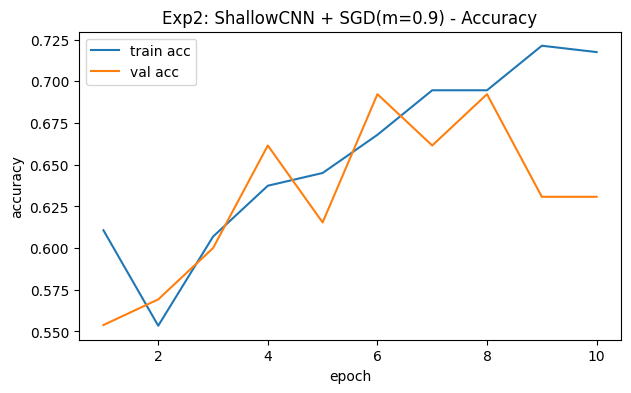 Exp2: ShallowCNN + SGD(m=0.9) - Accuracy
train acc
val acc
0.725
0.700
0.675
0.650
0.625
0.600
0.575
0.550
accuracy
2 4 6 8 10
epoch